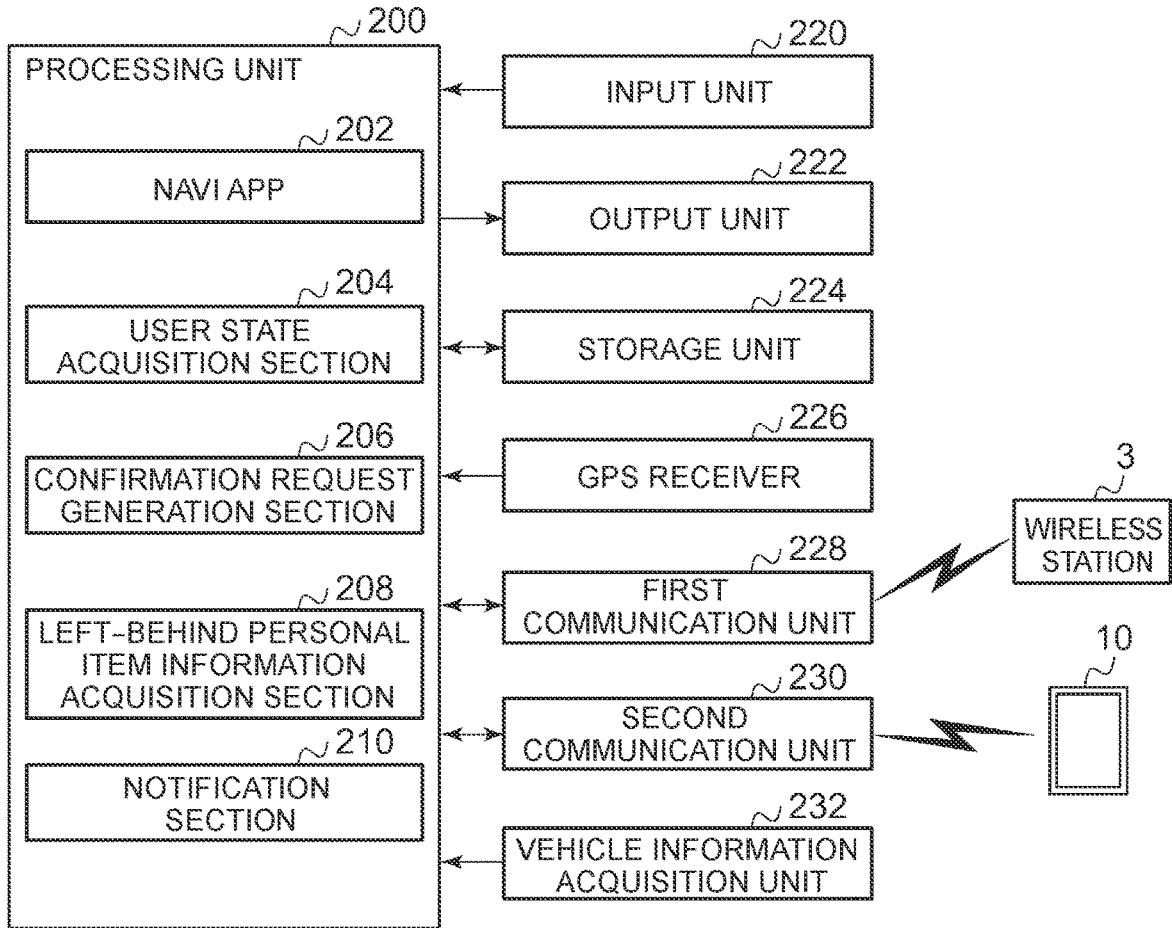 200
PROCESSING UNIT
202
NAVI APP
204
USER STATE
ACQUISITION SECTION
206
CONFIRMATION REQUEST
GENERATION SECTION
208
LEFT-BEHIND PERSONAL
ITEM INFORMATION
ACQUISITION SECTION
210
NOTIFICATION
SECTION
220
INPUT UNIT
222
OUTPUT UNIT
224
STORAGE UNIT
226
GPS RECEIVER
228
FIRST
COMMUNICATION UNIT
230
SECOND
COMMUNICATION UNIT
232
VEHICLE INFORMATION
ACQUISITION UNIT
3
WIRELESS
STATION
10